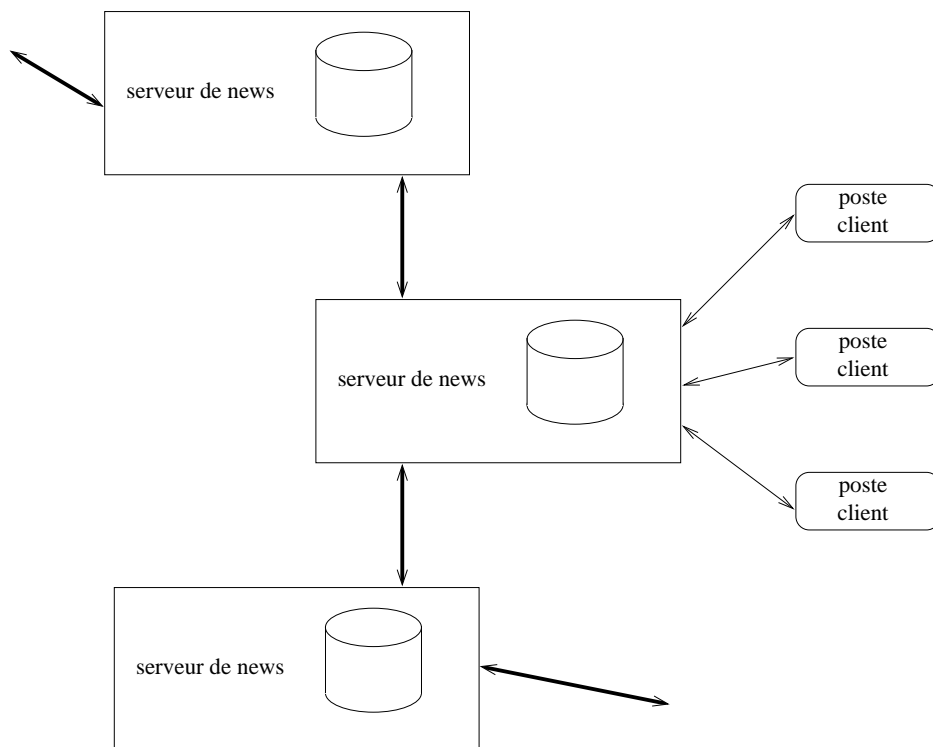 serveur de news
poste
client
serveur de news
poste
client
poste
client
serveur de news